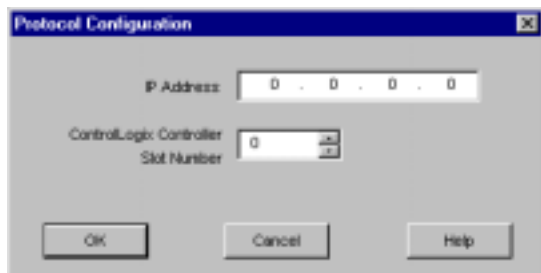 Protocol Configuration
IP Address 0 . 0 . 0 . 0
ControlLogix Controller
Slot Number 0
OK Cancel Help